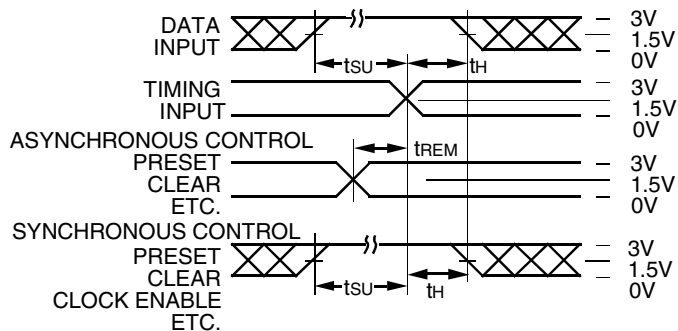 DATA
INPUT
tSU
tH
3V
1.5V
0V
TIMING
INPUT
3V
1.5V
0V
ASYNCHRONOUS CONTROL
PRESET
CLEAR
ETC.
tREM
3V
1.5V
0V
SYNCHRONOUS CONTROL
PRESET
CLEAR
CLOCK ENABLE
ETC.
tSU
tH
3V
1.5V
0V